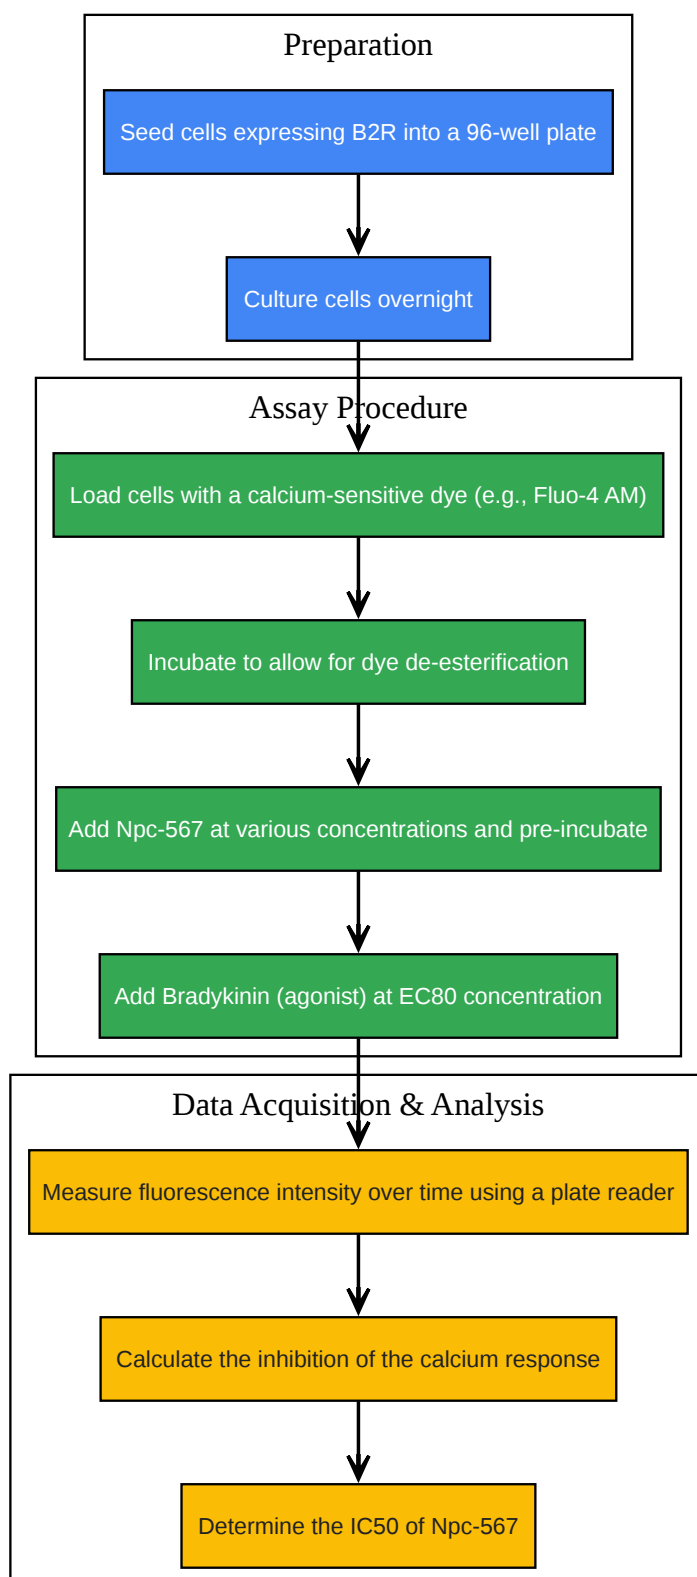 Preparation
Seed cells expressing B2R into a 96-well plate
Culture cells overnight
Assay Procedure
Load cells with a calcium-sensitive dye (e.g., Fluo-4 AM)
Incubate to allow for dye de-esterification
Add Npc-567 at various concentrations and pre-incubate
Add Bradykinin (agonist) at EC80 concentration
Data Acquisition & Analysis
Measure fluorescence intensity over time using a plate reader
Calculate the inhibition of the calcium response
Determine the IC50 of Npc-567